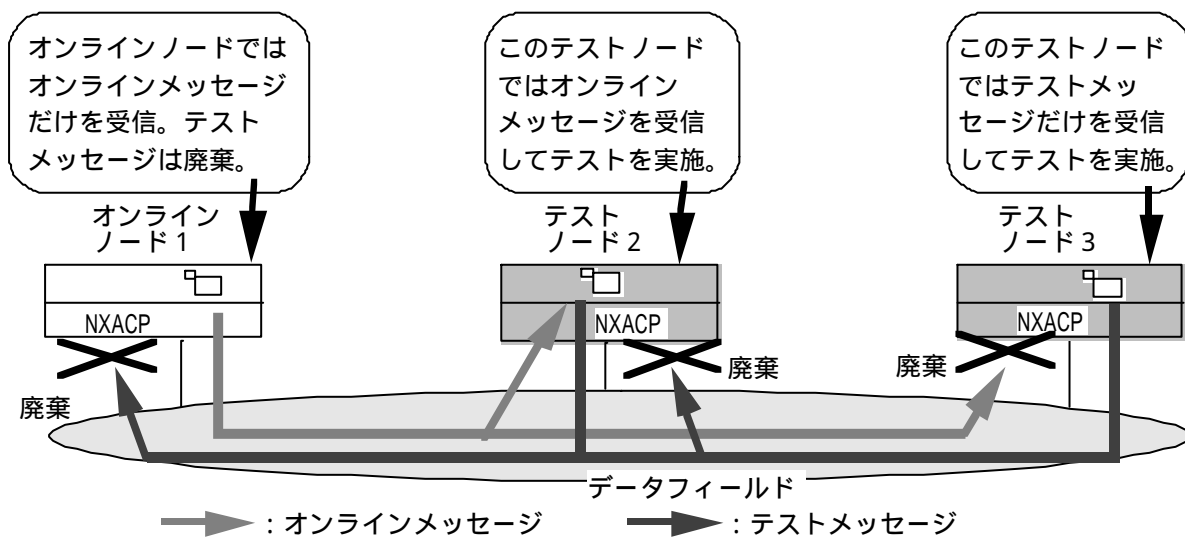 オンラインノードでは
オンラインメッセージ
だけを受信。テスト
メッセージは廃棄。
このテストノード
ではオンライン
メッセージを受信
してテストを実施。
このテストノード
ではテストメッ
セージだけを受信
してテストを実施。
オンライン
ノード1
テスト
ノード2
テスト
ノード3
NXACP
NXACP
NXACP
廃棄
廃棄
廃棄
データフィールド
:オンラインメッセージ
:テストメッセージ